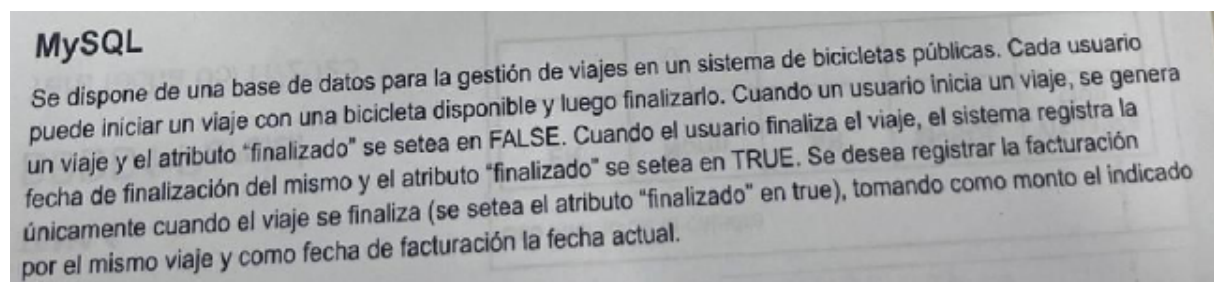 MySQL
Se dispone de una base de datos para la gestión de viajes en un sistema de bicicletas públicas. Cada usuario
puede iniciar un viaje con una bicicleta disponible y luego finalizarlo. Cuando un usuario inicia un viaje, se genera
un viaje y el atributo “finalizado” se setea en FALSE. Cuando el usuario finaliza el viaje, el sistema registra la
fecha de finalización del mismo y el atributo “finalizado” se setea en TRUE. Se desea registrar la facturación
únicamente cuando el viaje se finaliza (se setea el atributo “finalizado” en true), tomando como monto el indicado
por el mismo viaje y como fecha de facturación la fecha actual.